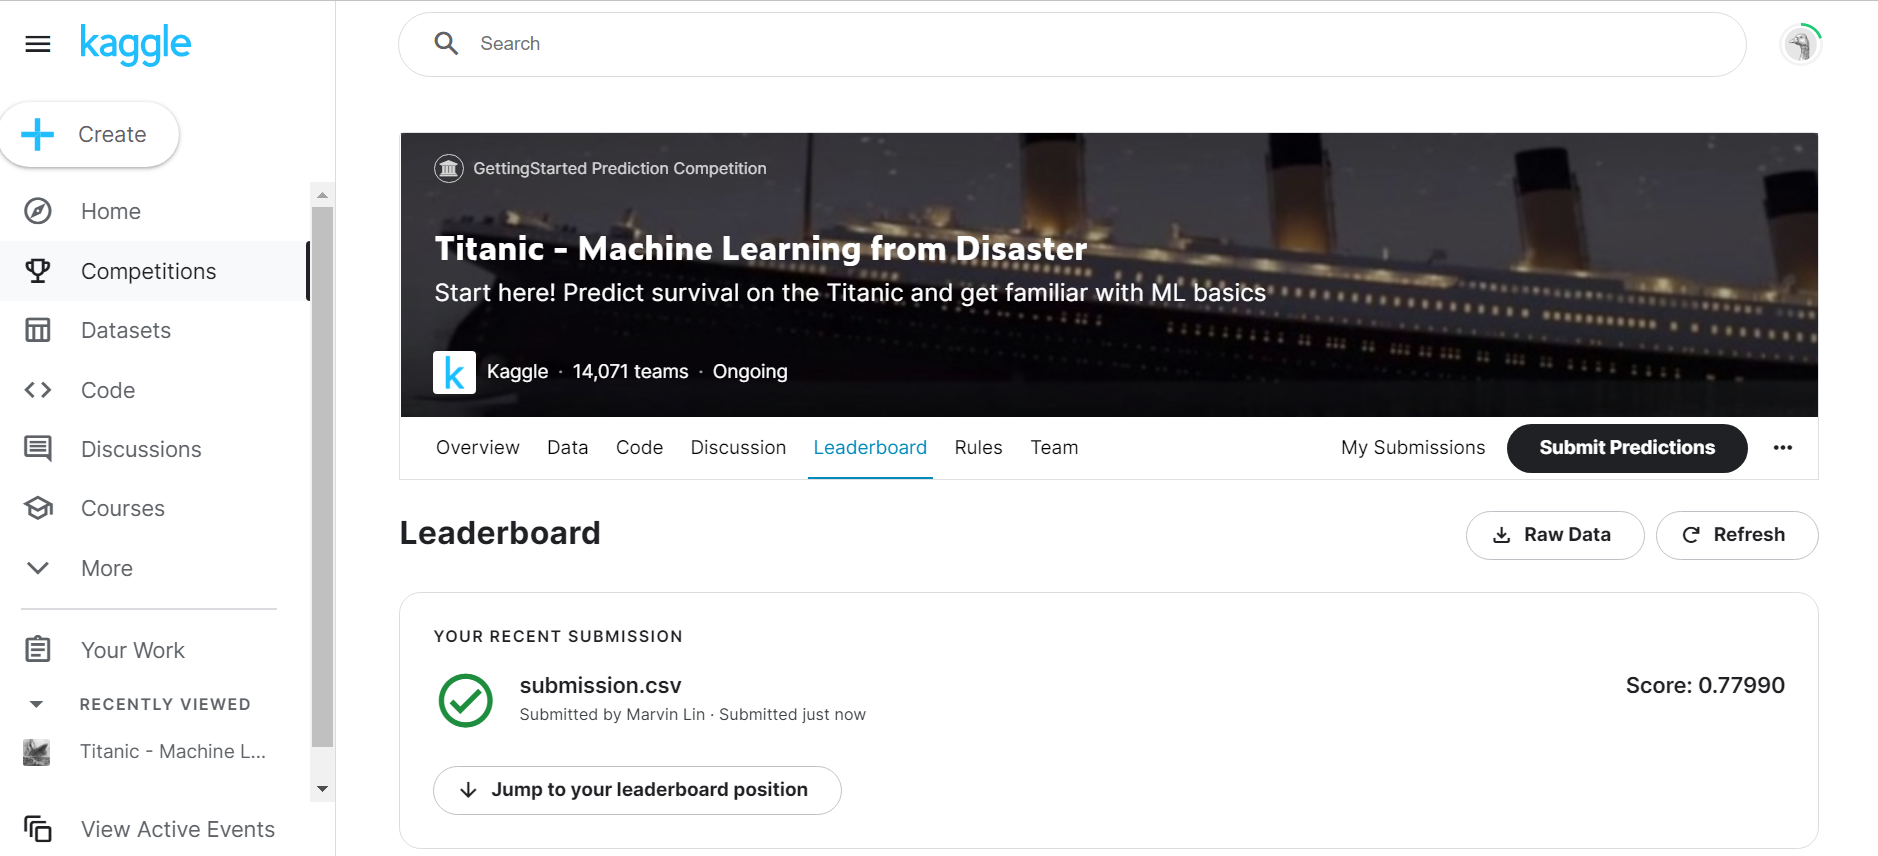 kaggle
Search
Create
Home
Competitions
Datasets
Code
Discussions
Courses
More
Your Work
RECENTLY VIEWED
Titanic - Machine L...
View Active Events
GettingStarted Prediction Competition
Titanic - Machine Learning from Disaster
Start here! Predict survival on the Titanic and get familiar with ML basics
k Kaggle · 14,071 teams · Ongoing
Overview Data Code Discussion Leaderboard Rules Team My Submissions Submit Predictions
Leaderboard
Raw Data Refresh
YOUR RECENT SUBMISSION
submission.csv Score: 0.77990
Submitted by Marvin Lin · Submitted just now
Jump to your leaderboard position